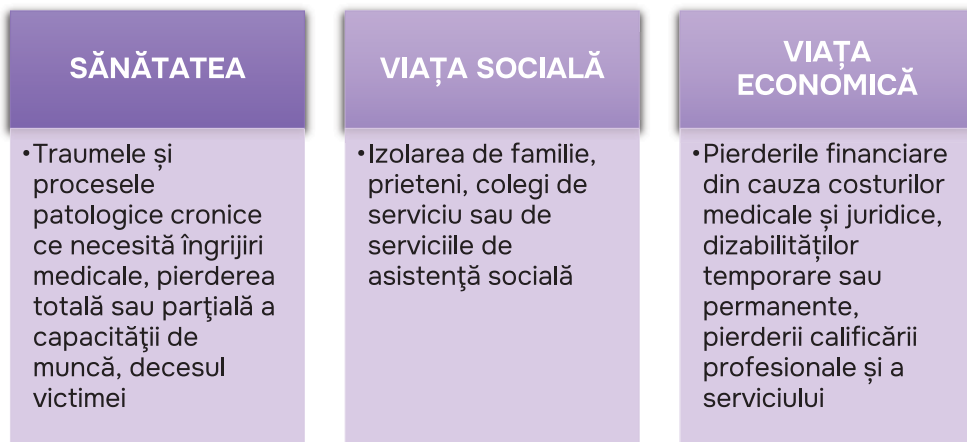 SĂNĂTATEA
•Traumele și
procesele
patologice cronice
ce necesită îngrijiri
medicale, pierderea
totală sau parţială a
capacităţii de
muncă, decesul
victimei
VIAȚA SOCIALĂ
•Izolarea de familie,
prieteni, colegi de
serviciu sau de
serviciile de
asistenţă socială
VIAȚA
ECONOMICĂ
•Pierderile financiare
din cauza costurilor
medicale și juridice,
dizabilităților
temporare sau
permanente,
pierderii calificării
profesionale și a
serviciului